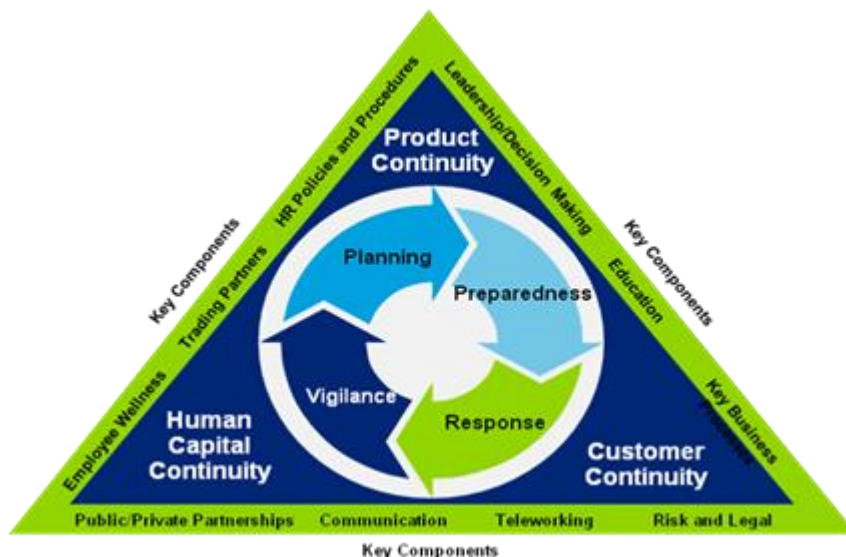 Product
Continuity
HR Policies and Procedures
Trading Partners
Employee Wellness
Key Components
Leadership/Decision Making
Education
Key Business
Processes
Key Components
Planning
Preparedness
Vigilance
Response
Human
Capital
Continuity
Customer
Continuity
Public/Private Partnerships
Communication
Teleworking
Risk and Legal
Key Components